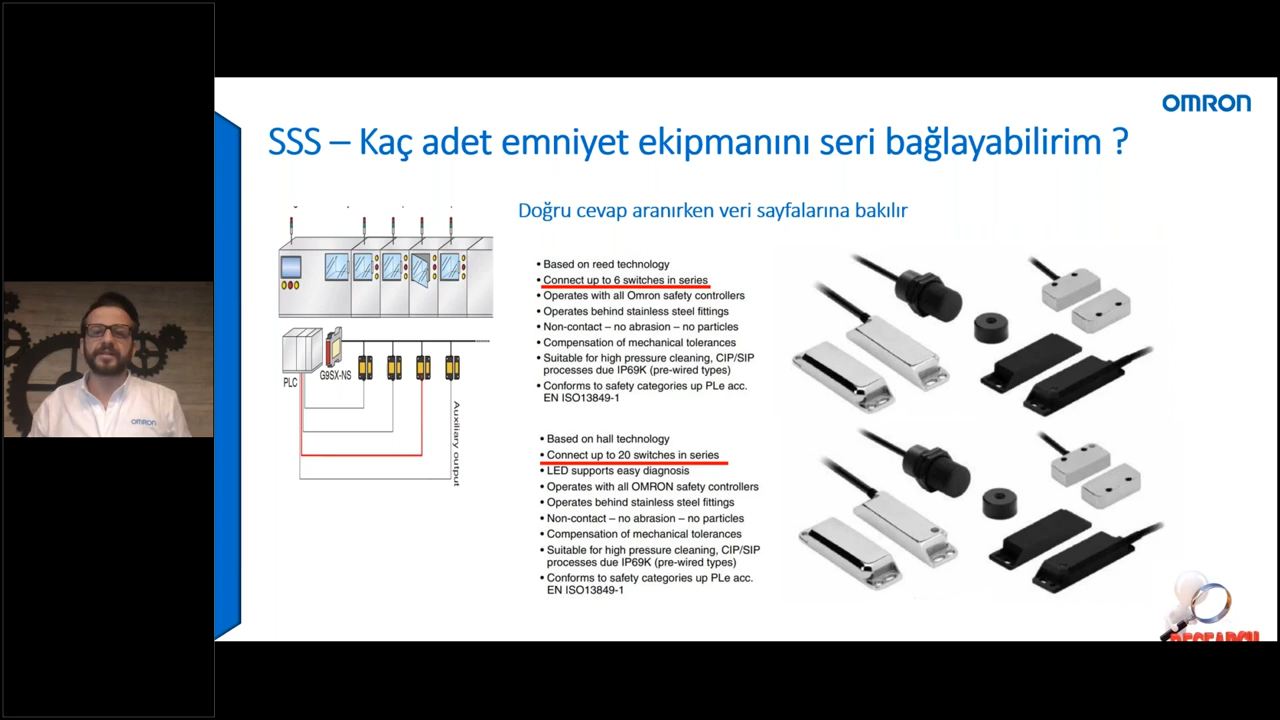 OMRON
SSS – Kaç adet emniyet ekipmanını seri bağlayabilirim ?
Doğru cevap aranırken veri sayfalarına bakılır
PLC
G9SX-NS
Auxiliary output
• Based on reed technology
• Connect up to 6 switches in series
• Operates with all Omron safety controllers
• Operates behind stainless steel fittings
• Non-contact – no abrasion – no particles
• Compensation of mechanical tolerances
• Suitable for high pressure cleaning, CIP/SIP
processes due IP69K (pre-wired types)
• Conforms to safety categories up PLe acc.
EN ISO13849-1
• Based on hall technology
• Connect up to 20 switches in series
• LED supports easy diagnosis
• Operates with all OMRON safety controllers
• Operates behind stainless steel fittings
• Non-contact – no abrasion – no particles
• Compensation of mechanical tolerances
• Suitable for high pressure cleaning, CIP/SIP
processes due IP69K (pre-wired types)
• Conforms to safety categories up PLe acc.
EN ISO13849-1
OMRON
RESEARCH